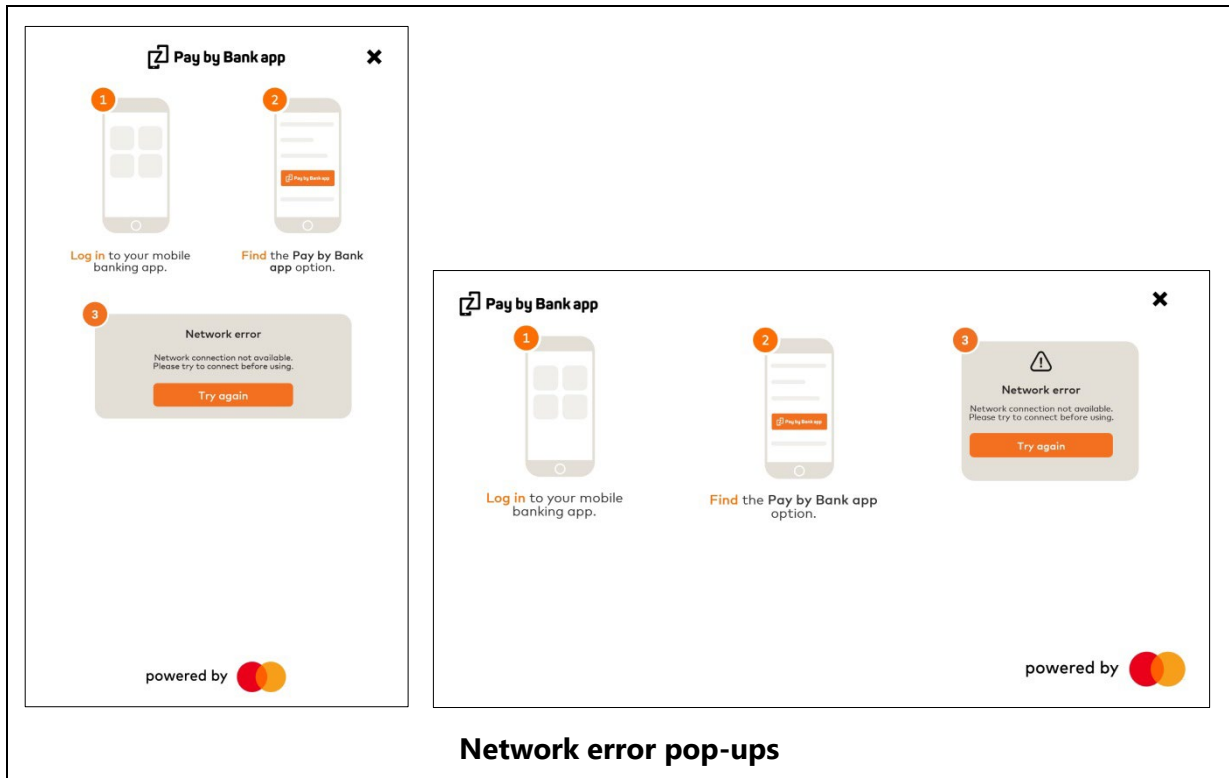 Pay by Bank app
1
2
Pay by Bank app
Log in to your mobile
banking app.
Find the Pay by Bank
app option.
3
Network error
Network connection not available.
Please try to connect before using.
Try again
powered by
Pay by Bank app
1
2
Pay by Bank app
Log in to your mobile
banking app.
Find the Pay by Bank app
option.
3
Network error
Network connection not available.
Please try to connect before using.
Try again
powered by
Network error pop-ups